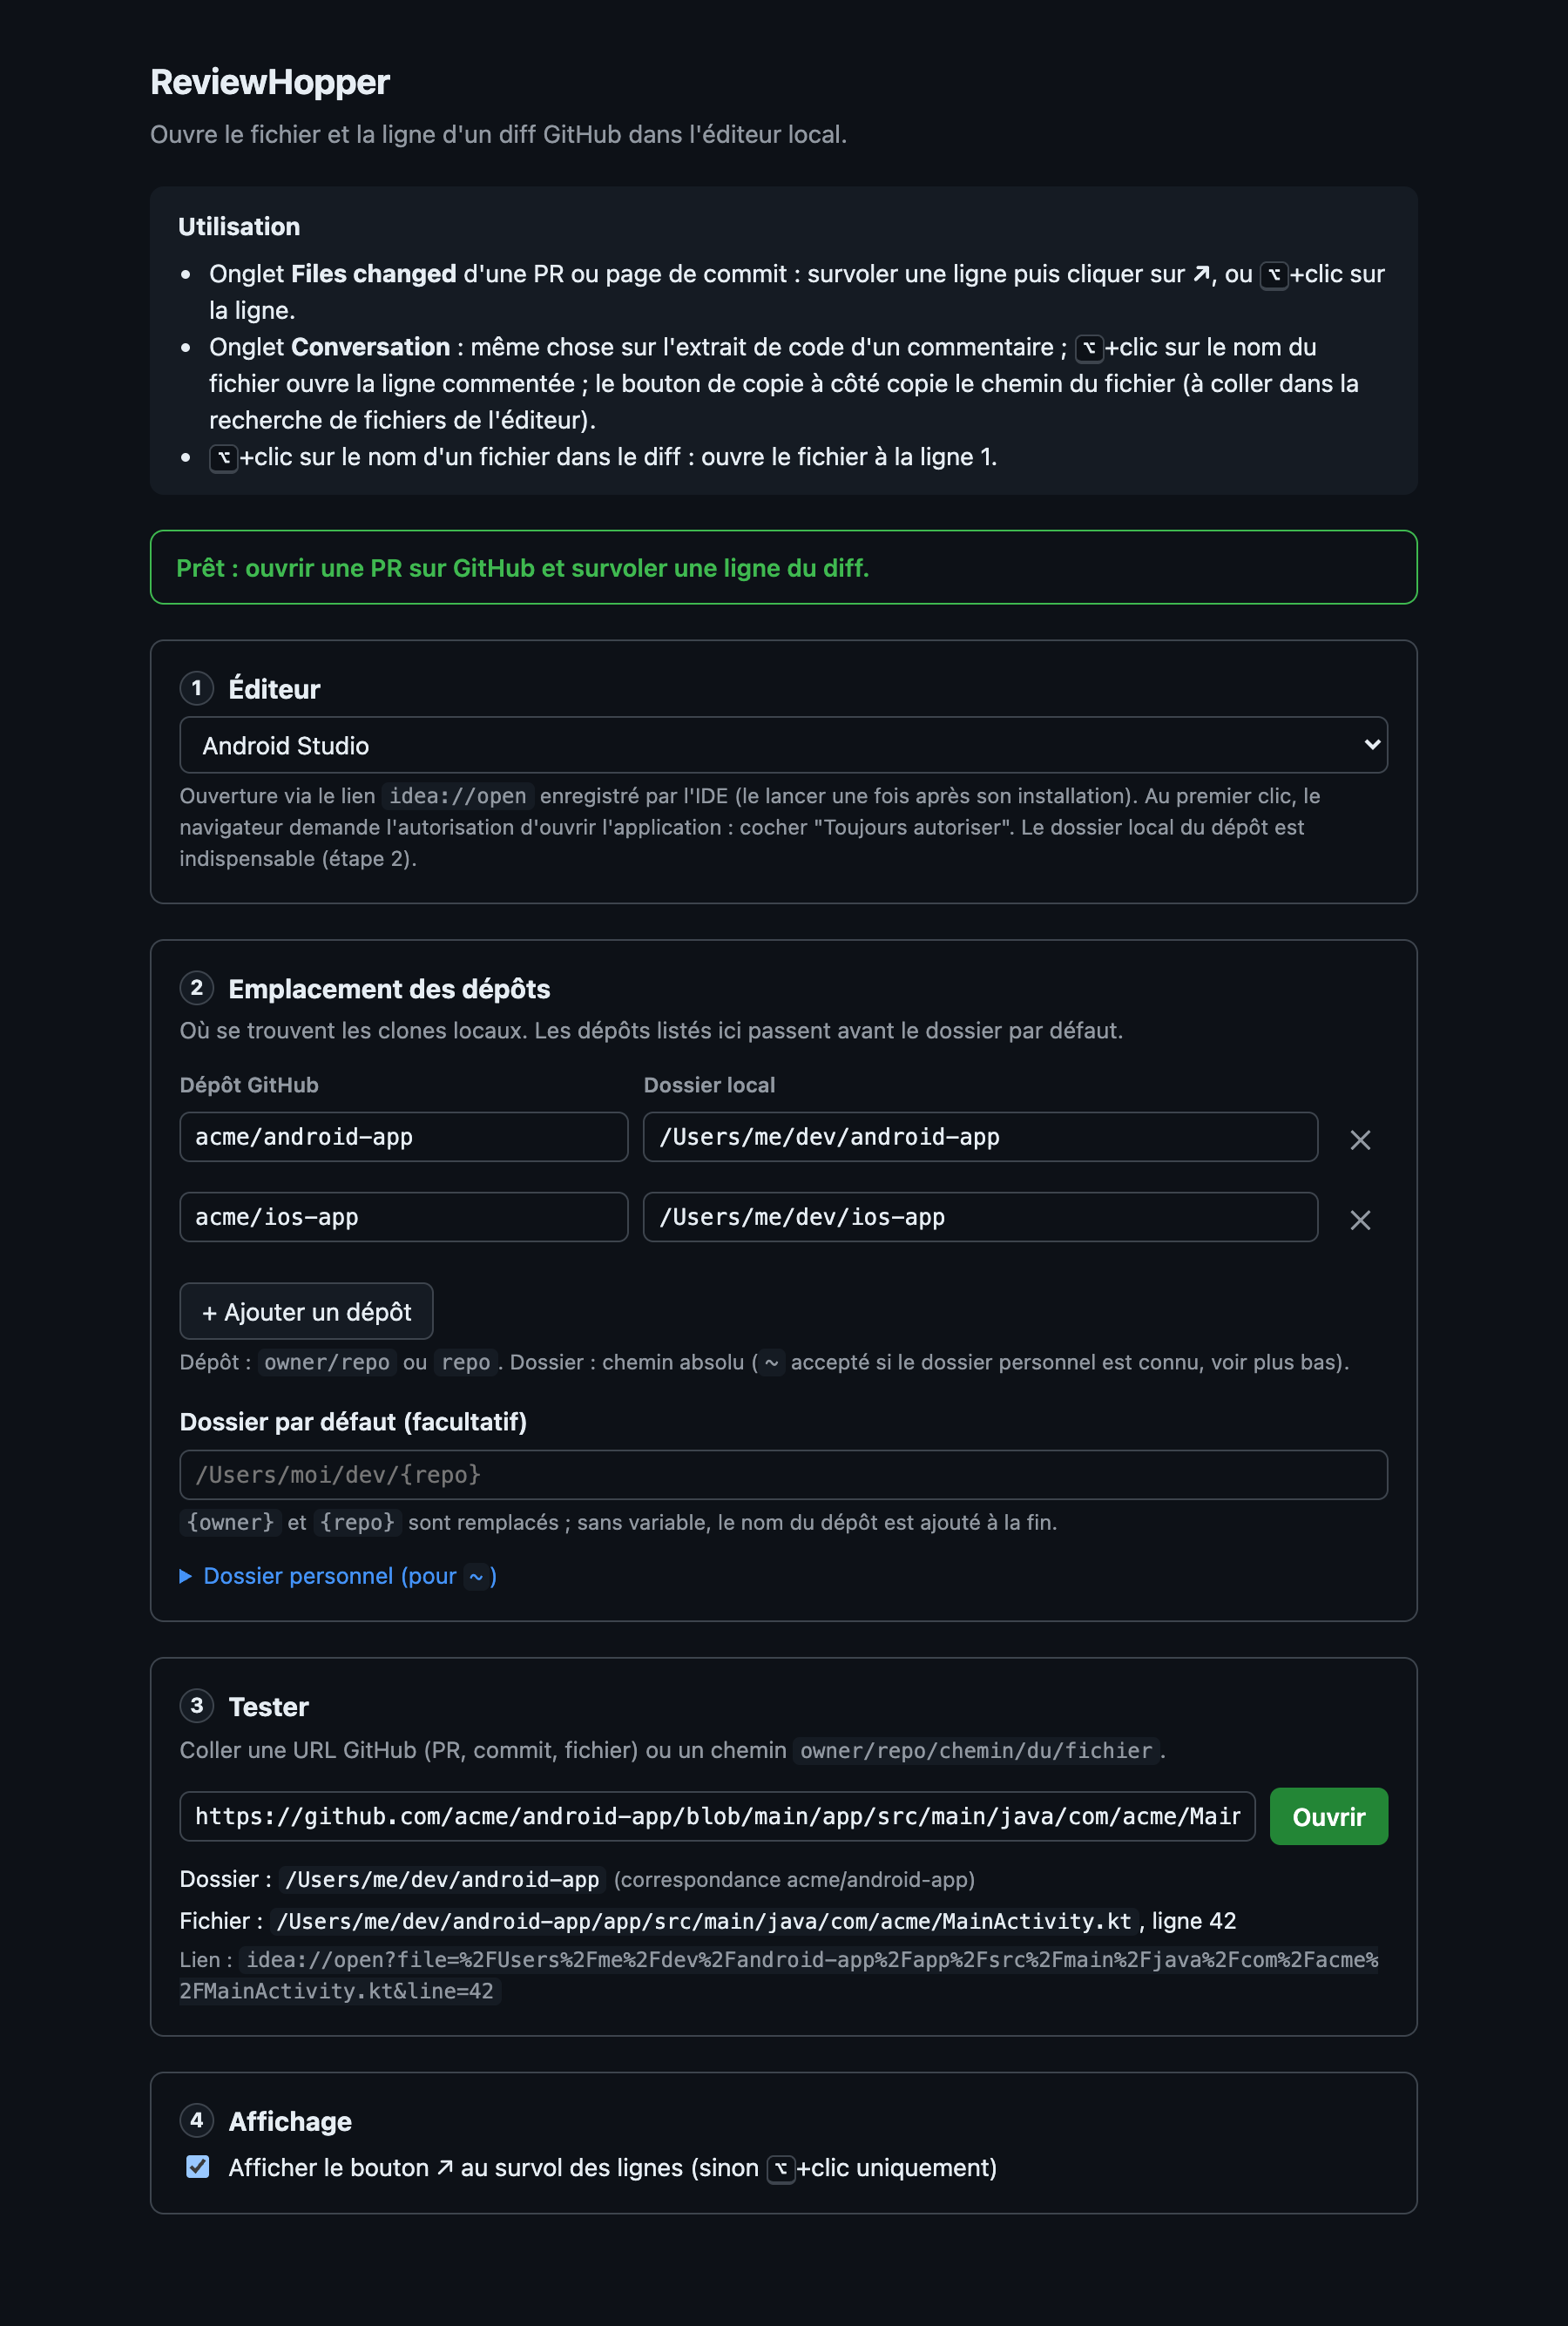 ReviewHopper
Ouvre le fichier et la ligne d'un diff GitHub dans l'éditeur local.
Utilisation
• Onglet Files changed d'une PR ou page de commit : survoler une ligne puis cliquer sur ↗, ou ⌥+clic sur
la ligne.
• Onglet Conversation : même chose sur l'extrait de code d'un commentaire ; ⌥+clic sur le nom du
fichier ouvre la ligne commentée ; le bouton de copie à côté copie le chemin du fichier (à coller dans la
recherche de fichiers de l'éditeur).
• ⌥+clic sur le nom d'un fichier dans le diff : ouvre le fichier à la ligne 1.
Prêt : ouvrir une PR sur GitHub et survoler une ligne du diff.
1 Éditeur
Android Studio
Ouverture via le lien idea://open enregistré par l'IDE (le lancer une fois après son installation). Au premier clic, le
navigateur demande l'autorisation d'ouvrir l'application : cocher "Toujours autoriser". Le dossier local du dépôt est
indispensable (étape 2).
2 Emplacement des dépôts
Où se trouvent les clones locaux. Les dépôts listés ici passent avant le dossier par défaut.
Dépôt GitHub Dossier local
acme/android-app /Users/me/dev/android-app ×
acme/ios-app /Users/me/dev/ios-app ×
+ Ajouter un dépôt
Dépôt : owner/repo ou repo. Dossier : chemin absolu (~ accepté si le dossier personnel est connu, voir plus bas).
Dossier par défaut (facultatif)
/Users/moi/dev/{repo}
{owner} et {repo} sont remplacés ; sans variable, le nom du dépôt est ajouté à la fin.
▶ Dossier personnel (pour ~)
3 Tester
Coller une URL GitHub (PR, commit, fichier) ou un chemin owner/repo/chemin/du/fichier.
https://github.com/acme/android-app/blob/main/app/src/main/java/com/acme/Main Ouvrir
Dossier : /Users/me/dev/android-app (correspondance acme/android-app)
Fichier : /Users/me/dev/android-app/app/src/main/java/com/acme/MainActivity.kt, ligne 42
Lien : idea://open?file=%2FUsers%2Fme%2Fdev%2Fandroid-app%2Fapp%2Fsrc%2Fmain%2Fjava%2Fcom%2Facme%
2FMainActivity.kt&line=42
4 Affichage
Afficher le bouton ↗ au survol des lignes (sinon ⌥+clic uniquement)